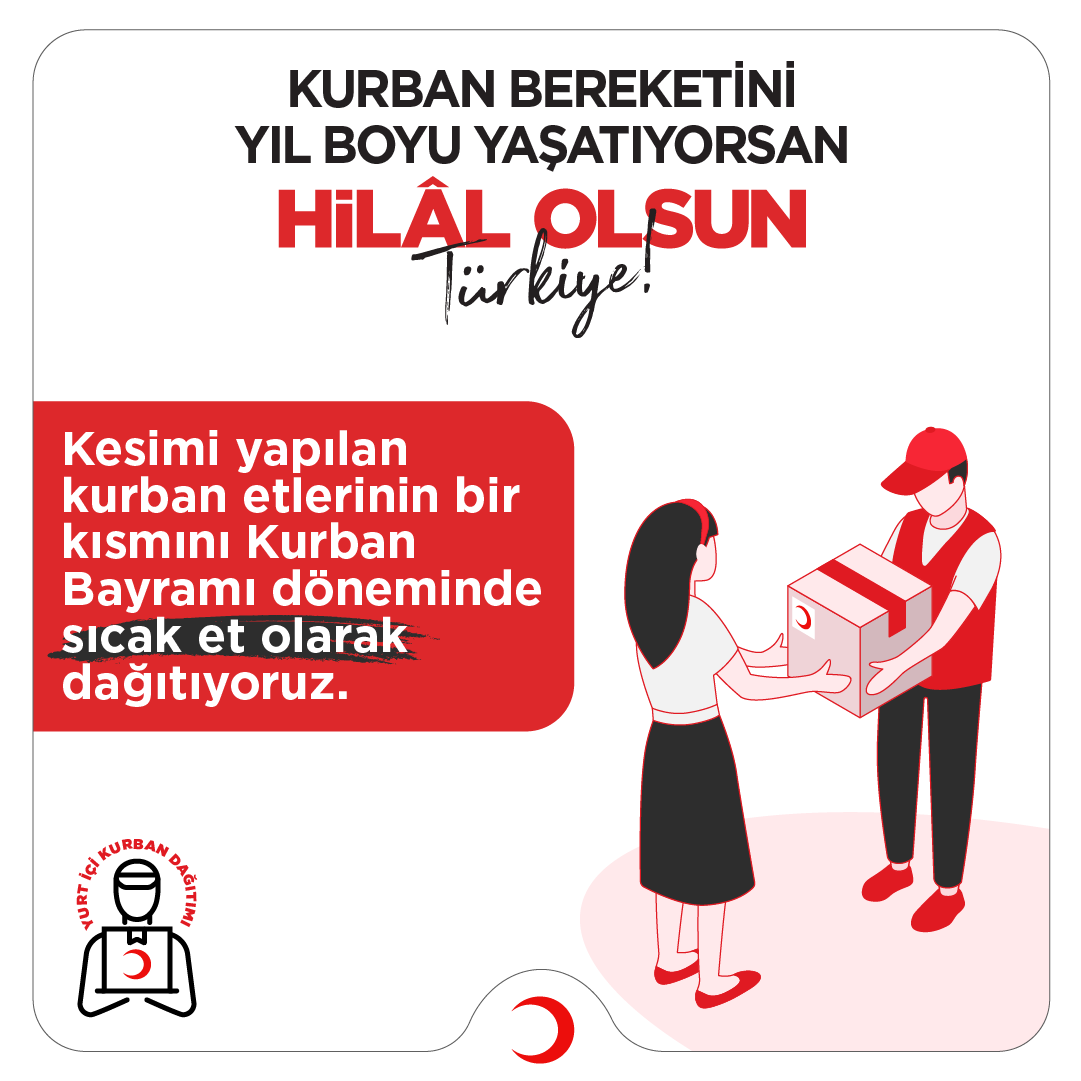 KURBAN BEREKETİNİ
YIL BOYU YAŞATIYORSAN
HİLÂL OLSUN
Türkiye!
Kesimi yapılan
kurban etlerinin bir
kısmını Kurban
Bayramı döneminde
sıcak et olarak
dağıtıyoruz.
YURT İÇİ KURBAN DAĞITIMI